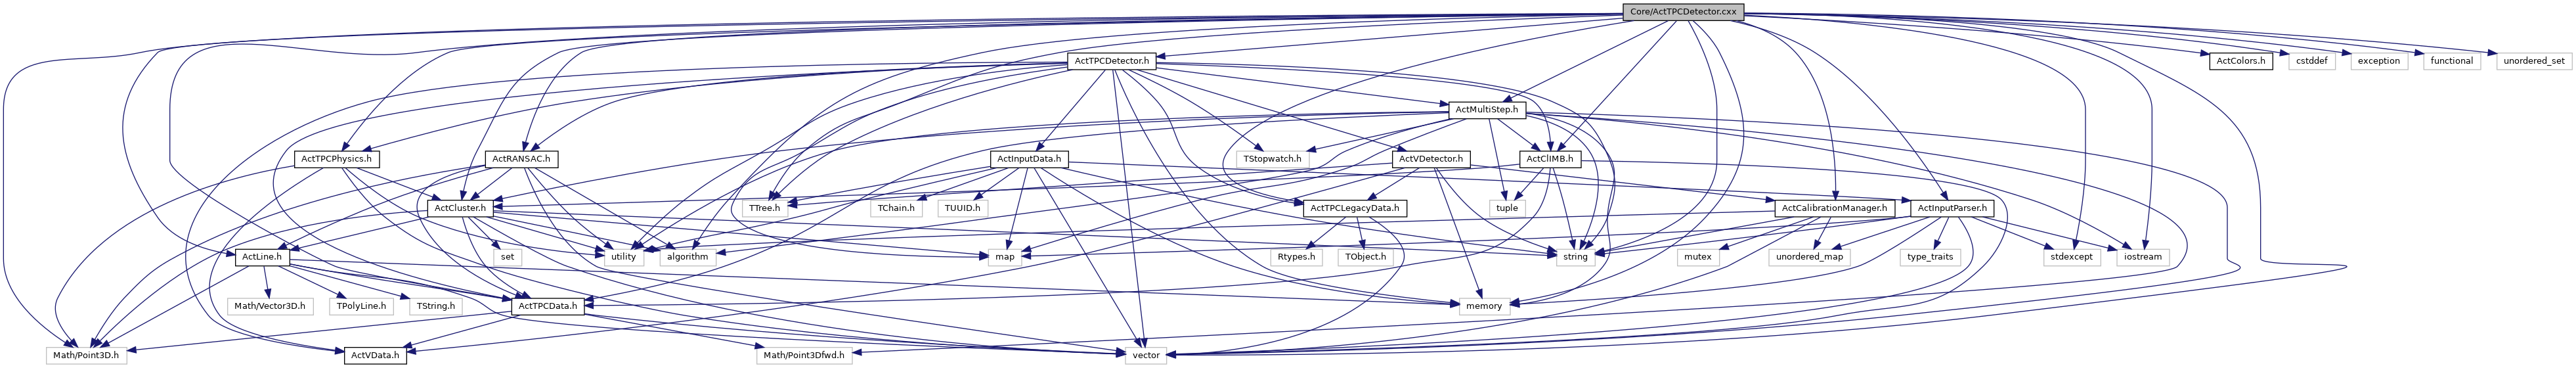 Core/ActTPCDetector.cxx
ActTPCDetector.h
ActColors.h
cstddef
exception
functional
unordered_set
ActMultiStep.h
ActTPCPhysics.h
ActRANSAC.h
ActInputData.h
TStopwatch.h
ActVDetector.h
ActClIMB.h
ActCluster.h
TTree.h
TChain.h
TUUID.h
ActTPCLegacyData.h
tuple
ActCalibrationManager.h
ActInputParser.h
ActLine.h
set
utility
algorithm
map
Rtypes.h
TObject.h
string
mutex
unordered_map
type_traits
stdexcept
iostream
Math/Vector3D.h
TPolyLine.h
TString.h
ActTPCData.h
memory
Math/Point3D.h
ActVData.h
Math/Point3Dfwd.h
vector